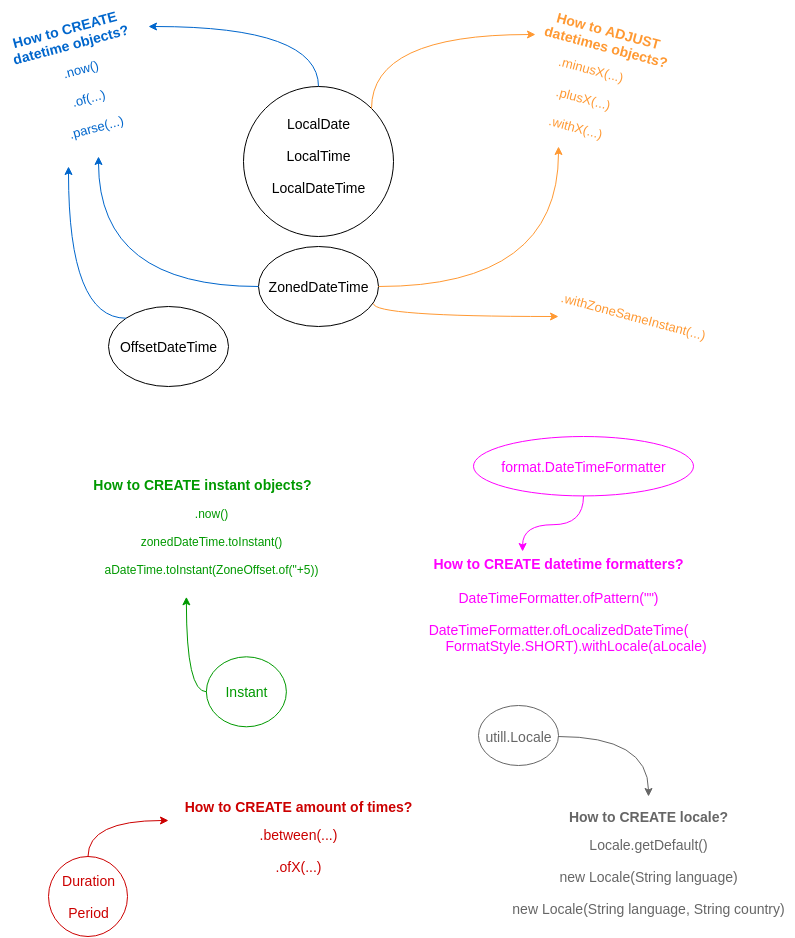 How to CREATE
datetime objects?
.now()
.of(...)
.parse(...)
How to ADJUST
datetimes objects?
.minusX(...)
.plusX(...)
.withX(...)
LocalDate
LocalTime
LocalDateTime
ZonedDateTime
.withZoneSameInstant(...)
OffsetDateTime
format.DateTimeFormatter
How to CREATE instant objects?
.now()
zonedDateTime.toInstant()
aDateTime.toInstant(ZoneOffset.of("+5))
Instant
How to CREATE datetime formatters?
DateTimeFormatter.ofPattern("")
DateTimeFormatter.ofLocalizedDateTime(
FormatStyle.SHORT).withLocale(aLocale)
utill.Locale
How to CREATE locale?
Locale.getDefault()
new Locale(String language)
new Locale(String language, String country)
How to CREATE amount of times?
.between(...)
.ofX(...)
Duration
Period